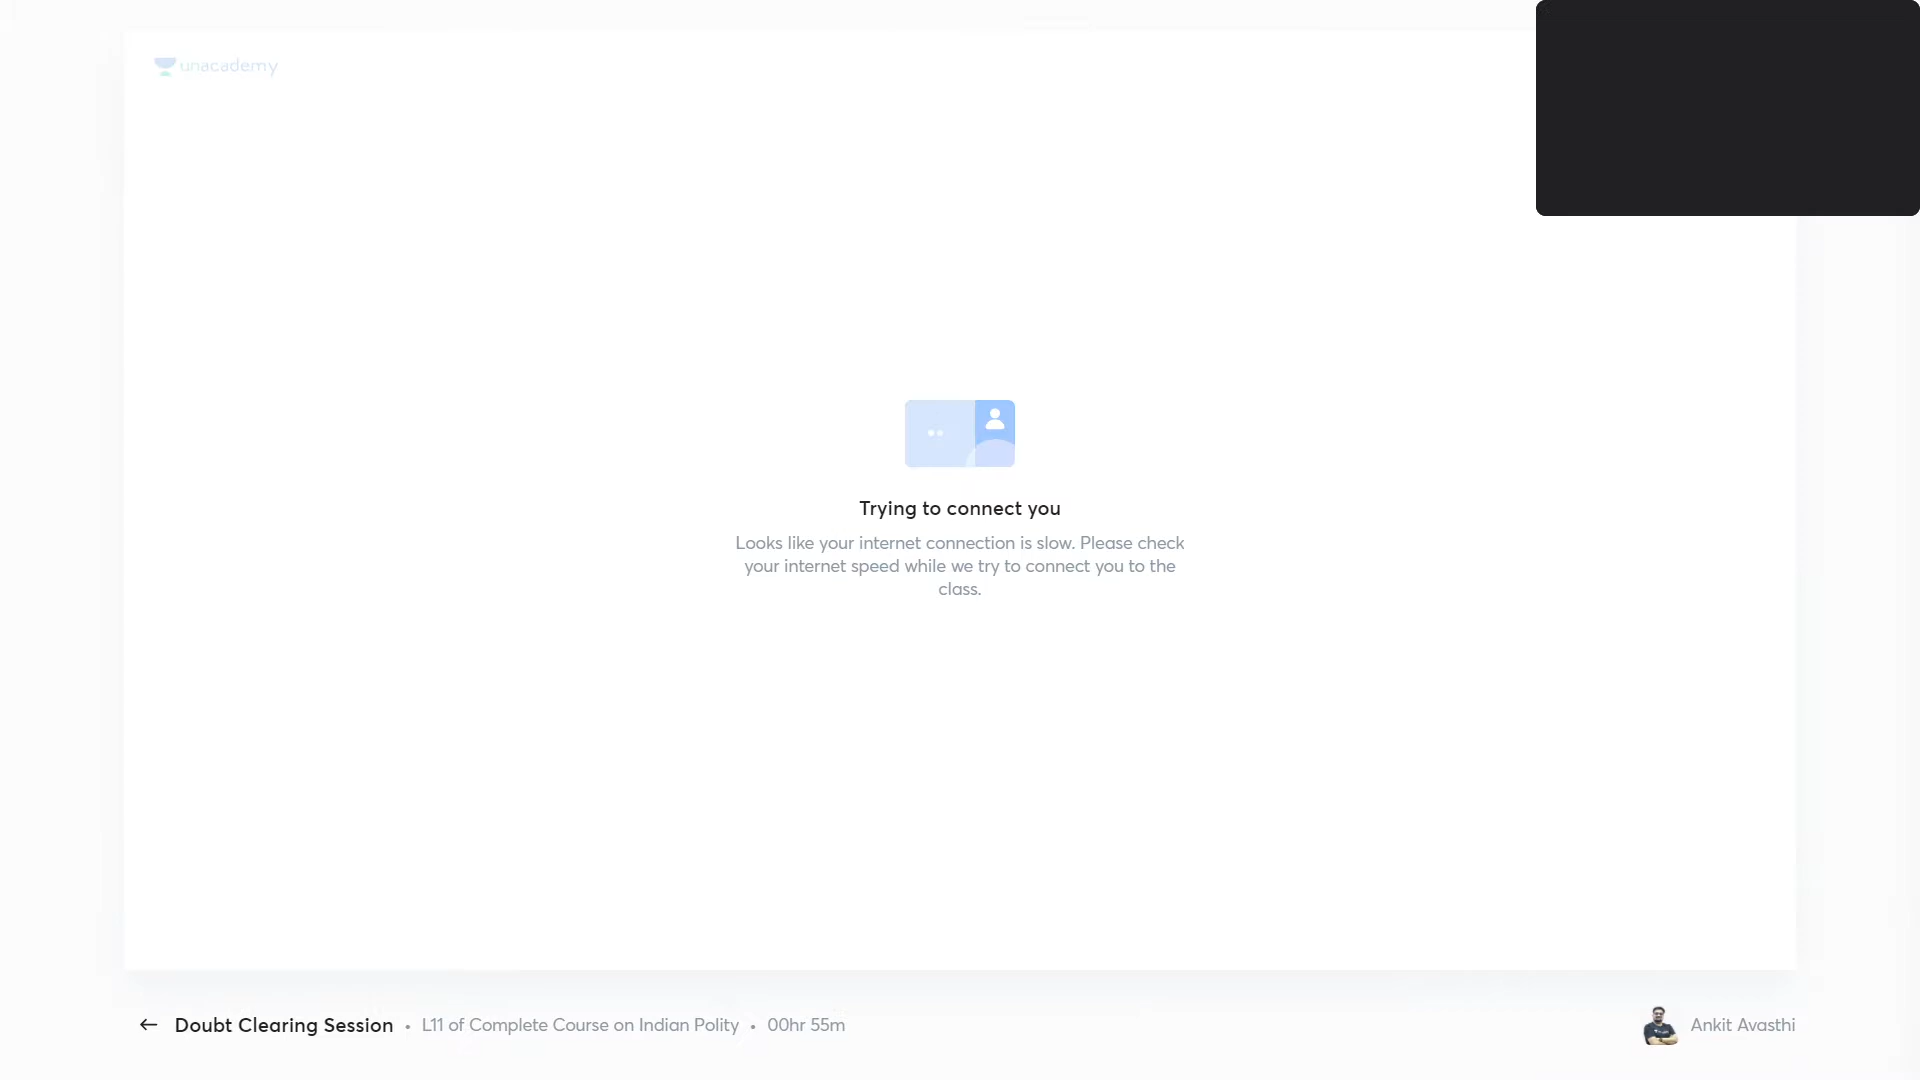 unacademy
Trying to connect you
Looks like your internet connection is slow. Please check
your internet speed while we try to connect you to the
class.
Doubt Clearing Session • L11 of Complete Course on Indian Polity • 00hr 55m
Ankit Avasthi